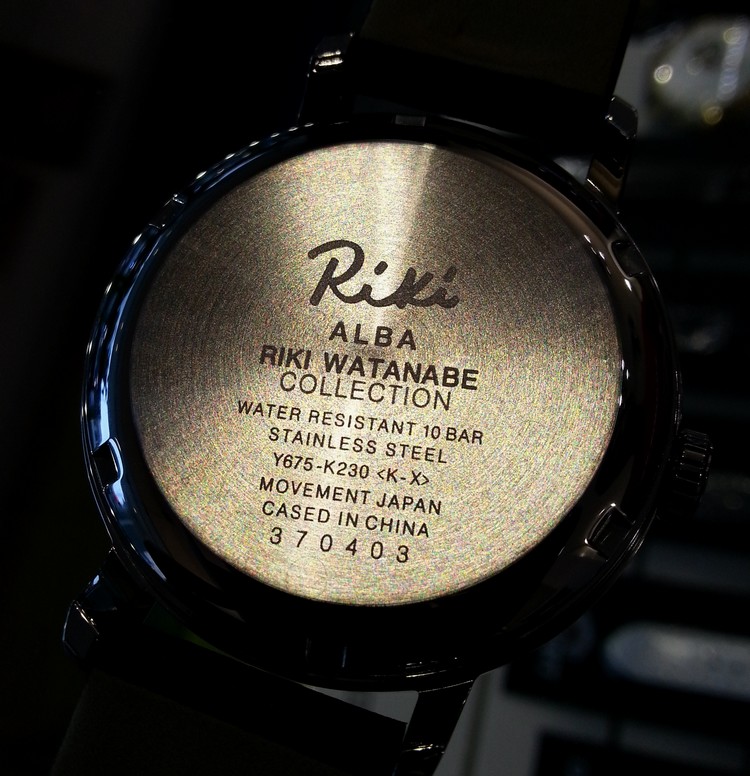 Riki
ALBA
RIKI WATANABE
COLLECTION
WATER RESISTANT 10 BAR
STAINLESS STEEL
Y675-K230 <K-X>
MOVEMENT JAPAN
CASED IN CHINA
370403